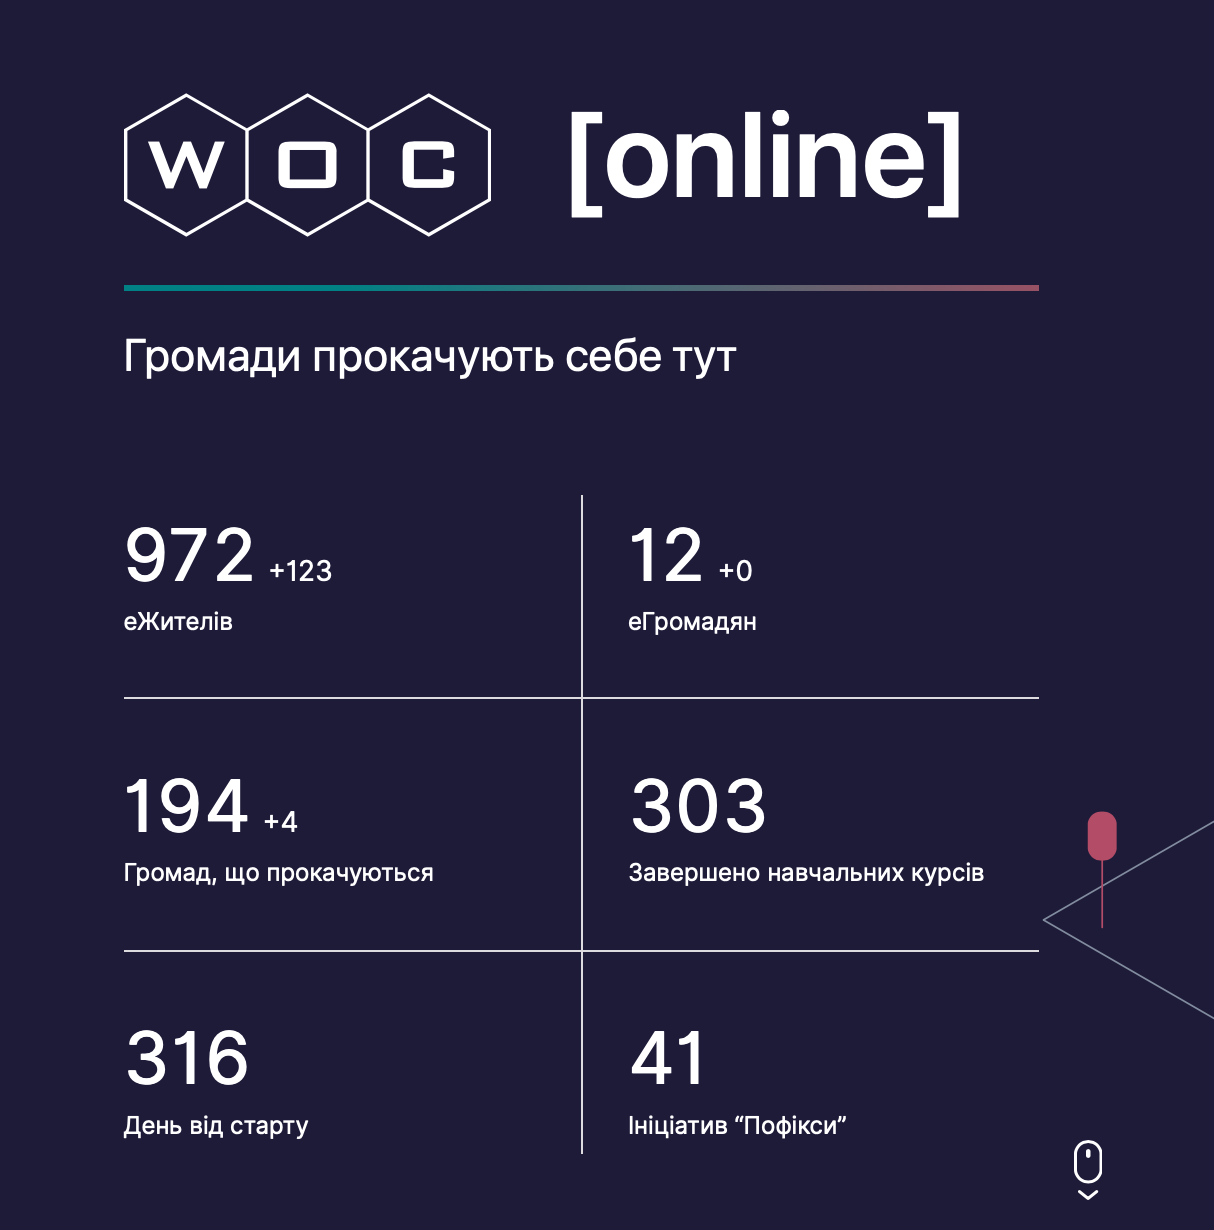 WOC [online]
Громади прокачують себе тут
972 +123
еЖителів
12 +0
еГромадян
194 +4
Громад, що прокачуються
303
Завершено навчальних курсів
316
День від старту
41
Ініціатив “Пофікси”